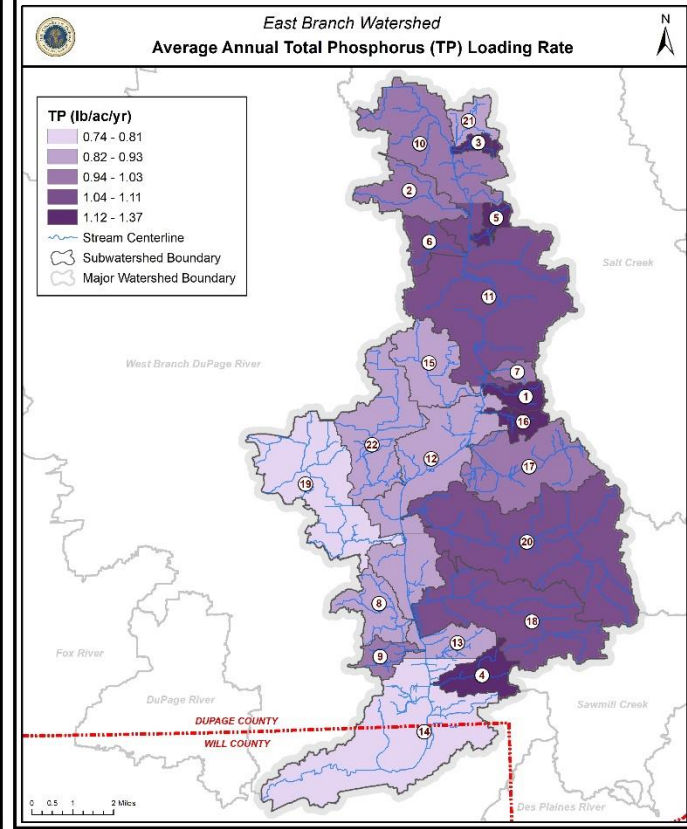 East Branch Watershed
Average Annual Total Phosphorus (TP) Loading Rate
N
TP (lb/ac/yr)
0.74 - 0.81
0.82 - 0.93
0.94 - 1.03
1.04 - 1.11
1.12 - 1.37
Stream Centerline
Subwatershed Boundary
Major Watershed Boundary
21
10
3
2
5
6
Salt Creek
11
West Branch DuPage River
15
7
1
16
22
12
17
19
20
8
18
13
Fox River
9
4
DuPage River
Sawmill Creek
DUPAGE COUNTY
14
WILL COUNTY
0 0.5 1 2 Miles
Des Plaines River